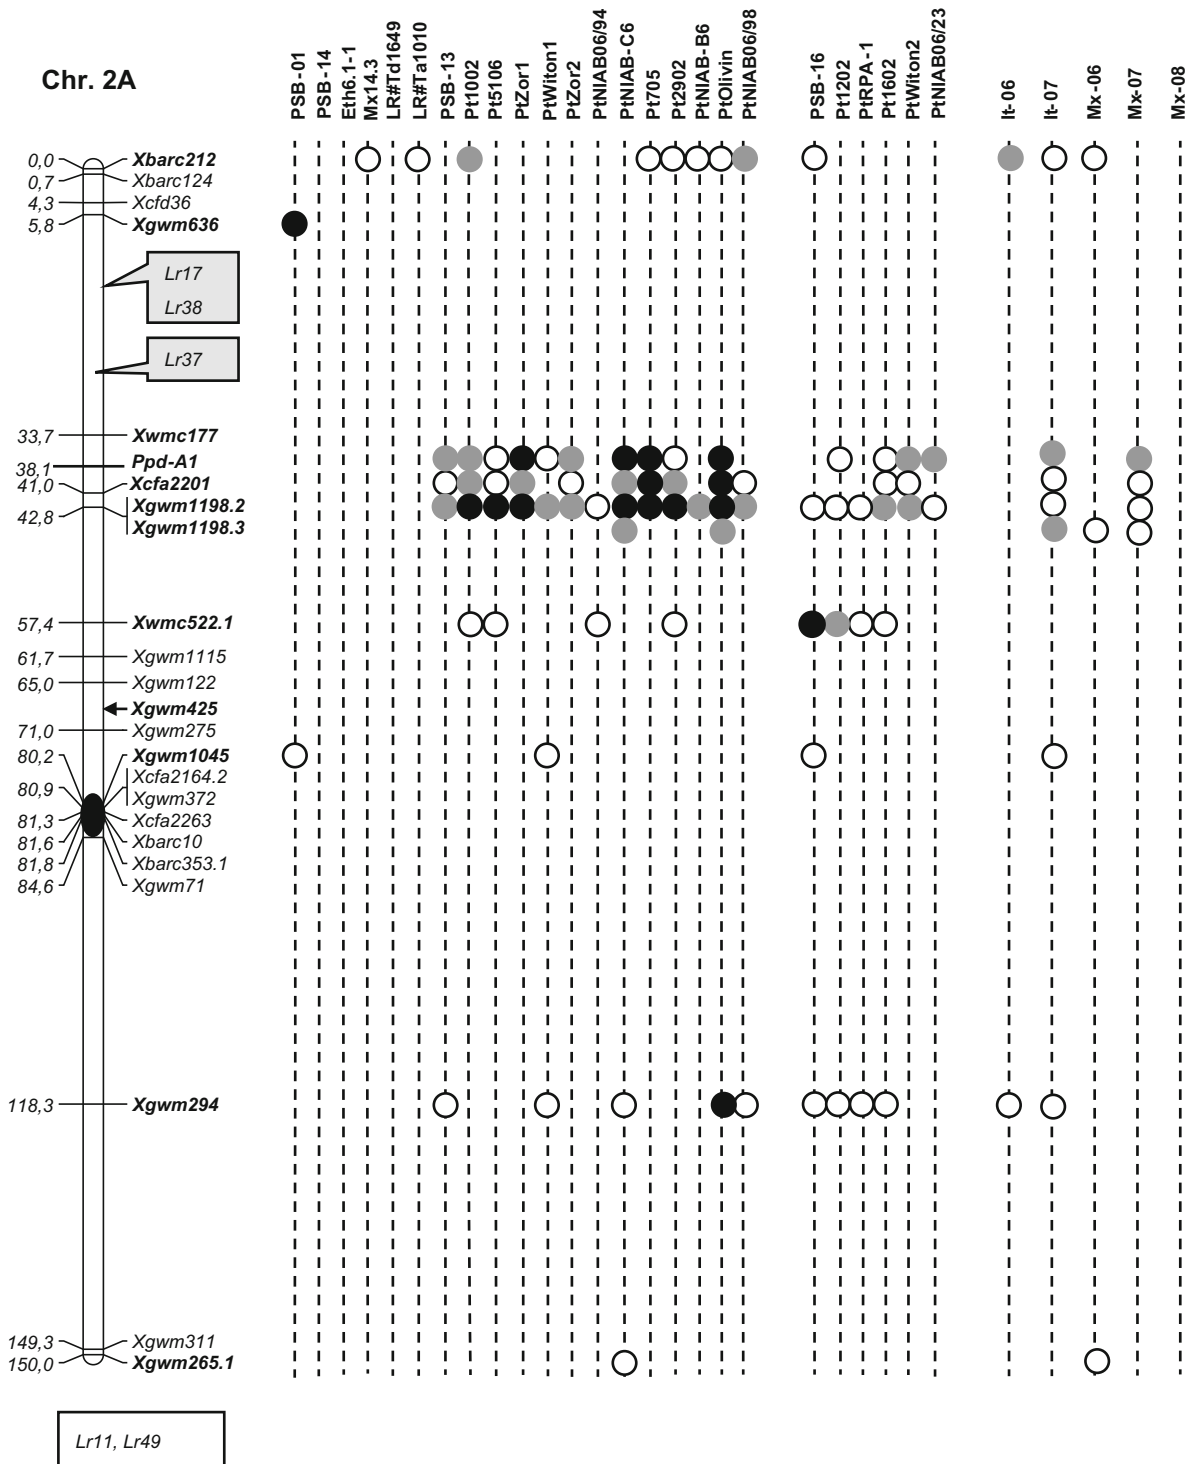 Chr. 2A
PSB-01
PSB-14
Eth6.1-1
Mx14.3
LR#Td1649
LR#Ta1010
PSB-13
Pt1002
Pt5106
PtZor1
PtWiton1
PtZor2
PtNIAB06/94
PtNIAB-C6
Pt705
Pt2902
PtNIAB-B6
PtOlivin
PtNIAB06/98
PSB-16
Pt1202
PtRPA-1
Pt1602
PtWiton2
PtNIAB06/23
It-06
It-07
Mx-06
Mx-07
Mx-08
0,0 Xbarc212
0,7 Xbarc124
4,3 Xcfd36
5,8 Xgwm636
Lr17
Lr38
Lr37
33,7 Xwmc177
38,1 Ppd-A1
41,0 Xcfa2201
42,8 Xgwm1198.2
Xgwm1198.3
57,4 Xwmc522.1
61,7 Xgwm1115
65,0 Xgwm122
Xgwm425
71,0 Xgwm275
80,2 Xgwm1045
Xcfa2164.2
80,9 Xgwm372
81,3 Xcfa2263
81,6 Xbarc10
81,8 Xbarc353.1
84,6 Xgwm71
118,3 Xgwm294
149,3 Xgwm311
150,0 Xgwm265.1
Lr11, Lr49